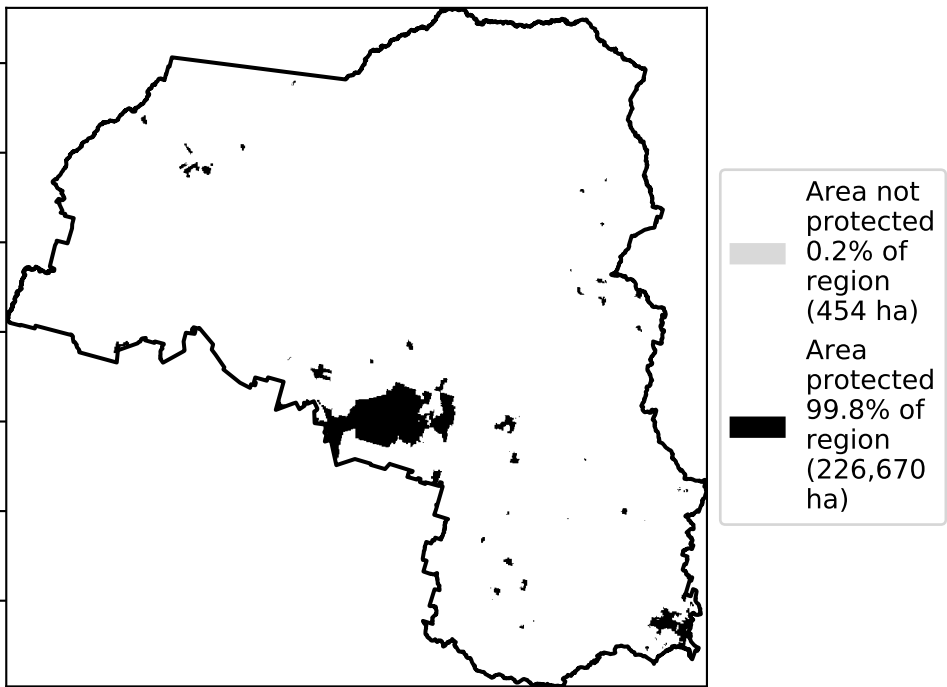 Area not
protected
0.2% of
region
(454 ha)
Area
protected
99.8% of
region
(226,670
ha)